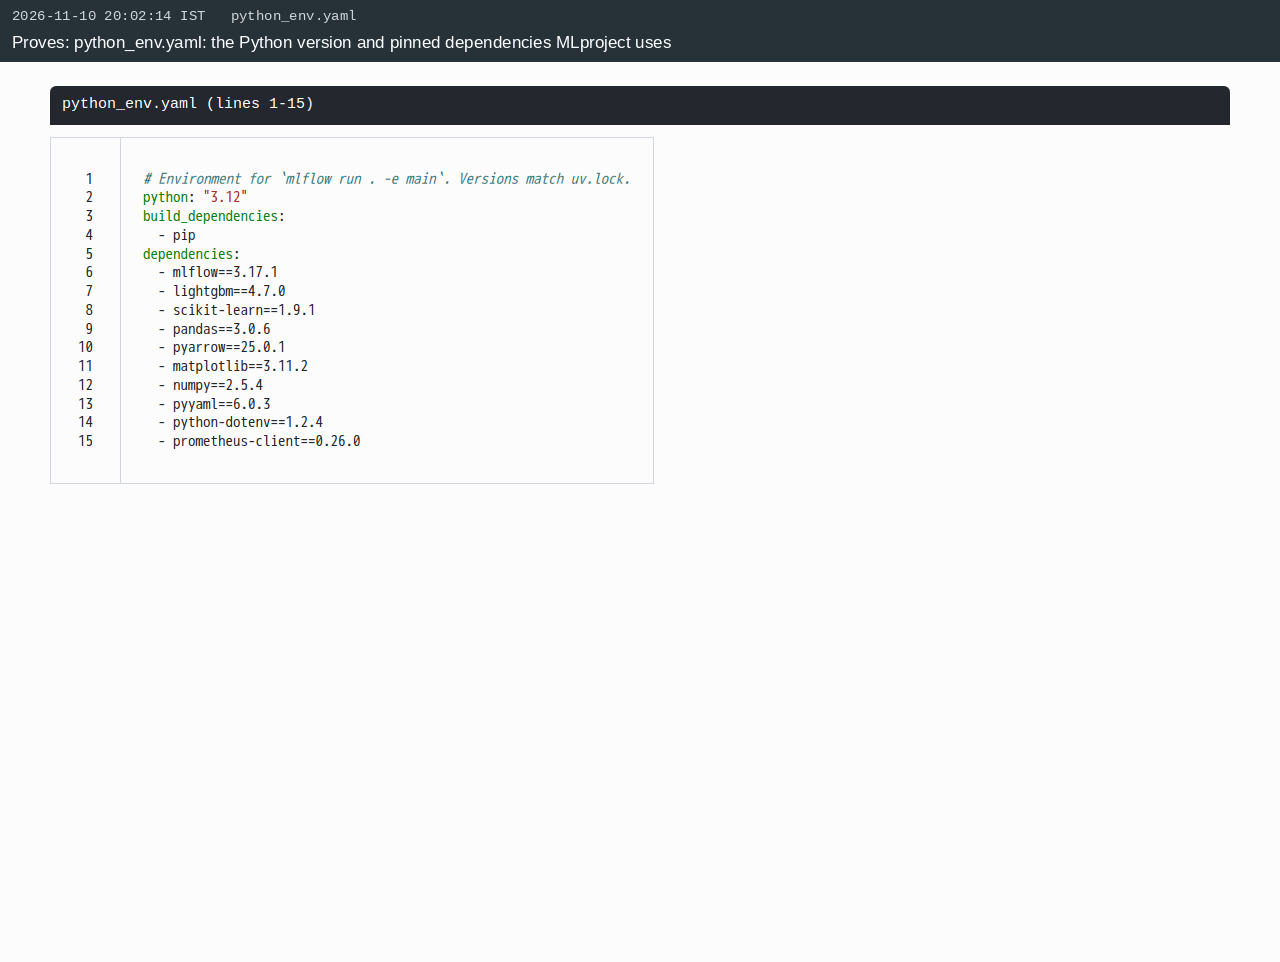 2026-11-10 20:02:14 IST   python_env.yaml
Proves: python_env.yaml: the Python version and pinned dependencies MLproject uses
python_env.yaml (lines 1-15)
1 # Environment for `mlflow run . -e main`. Versions match uv.lock.
2 python: "3.12"
3 build_dependencies:
4   - pip
5 dependencies:
6   - mlflow==3.17.1
7   - lightgbm==4.7.0
8   - scikit-learn==1.9.1
9   - pandas==3.0.6
10   - pyarrow==25.0.1
11   - matplotlib==3.11.2
12   - numpy==2.5.4
13   - pyyaml==6.0.3
14   - python-dotenv==1.2.4
15   - prometheus-client==0.26.0